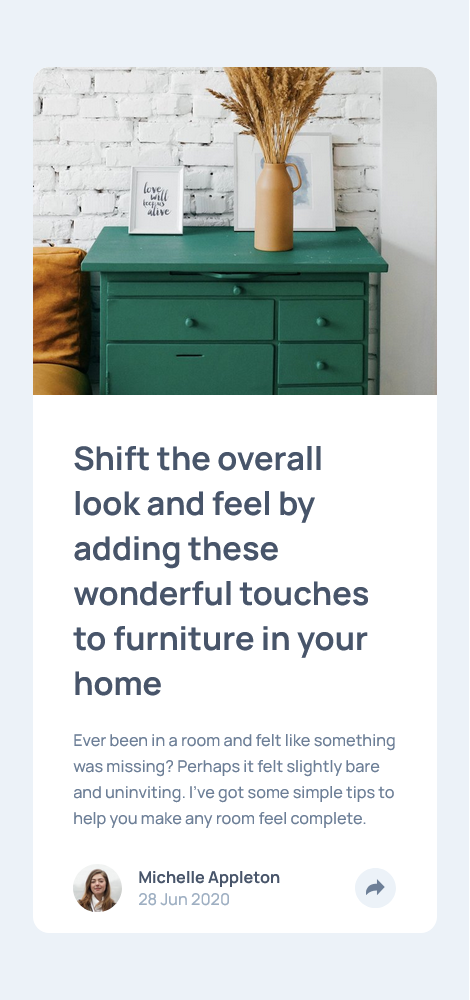 love
will
keep us
alive
Shift the overall
look and feel by
adding these
wonderful touches
to furniture in your
home
Ever been in a room and felt like something
was missing? Perhaps it felt slightly bare
and uninviting. I've got some simple tips to
help you make any room feel complete.
Michelle Appleton
28 Jun 2020